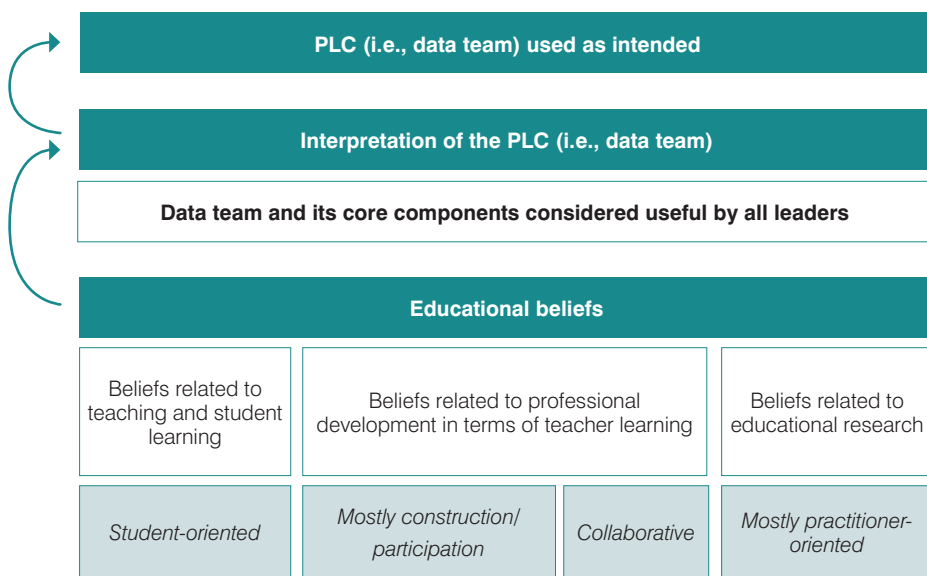 PLC (i.e., data team) used as intended
Interpretation of the PLC (i.e., data team)
Data team and its core components considered useful by all leaders
Educational beliefs
Beliefs related to
teaching and student
learning
Beliefs related to professional
development in terms of teacher learning
Beliefs related to
educational research
Student-oriented
Mostly construction/
participation
Collaborative
Mostly practitioner-
oriented